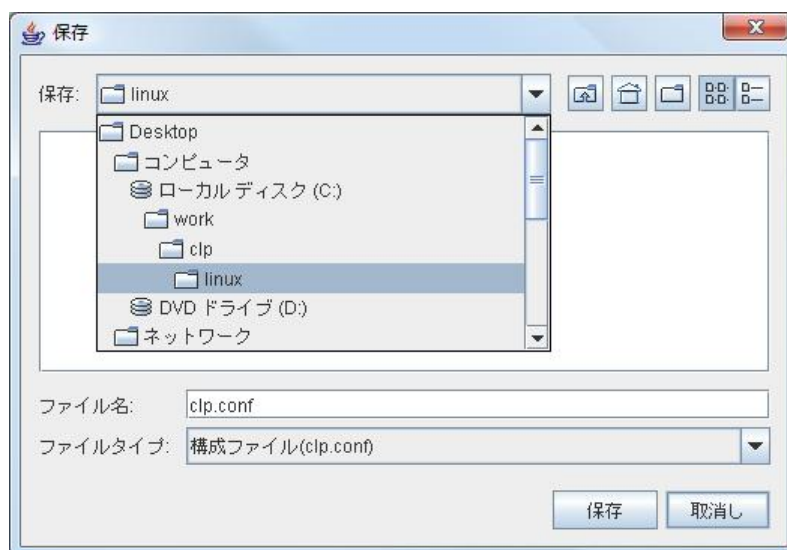 保存
保存: linux
Desktop
コンピュータ
ローカル ディスク (C:)
work
clp
linux
DVD ドライブ (D:)
ネットワーク
ファイル名: clp.conf
ファイルタイプ: 構成ファイル(clp.conf)
保存 取消し